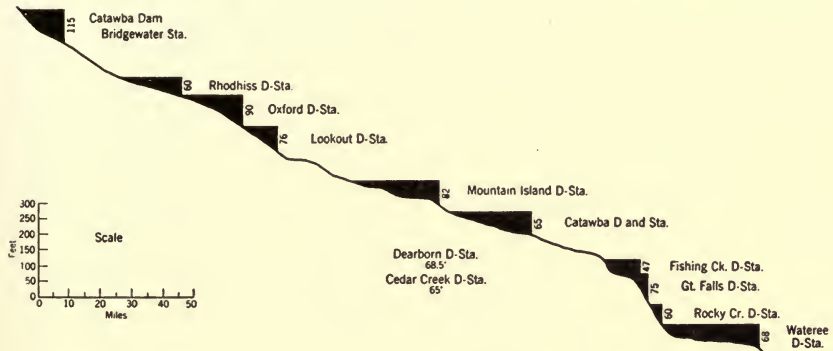 115
Catawba Dam
Bridgewater Sta.
60
Rhodhiss D-Sta.
90
Oxford D-Sta.
76
Lookout D-Sta.
82
Mountain Island D-Sta.
65
Catawba D and Sta.
Dearborn D-Sta.
68.5'
Cedar Creek D-Sta.
65'
47
Fishing Ck. D-Sta.
75
Gt. Falls D-Sta.
60
Rocky Cr. D-Sta.
68
Wateree
D-Sta.
300
250
200
150
100
50
0
Feet
Scale
0 10 20 30 40 50
Miles